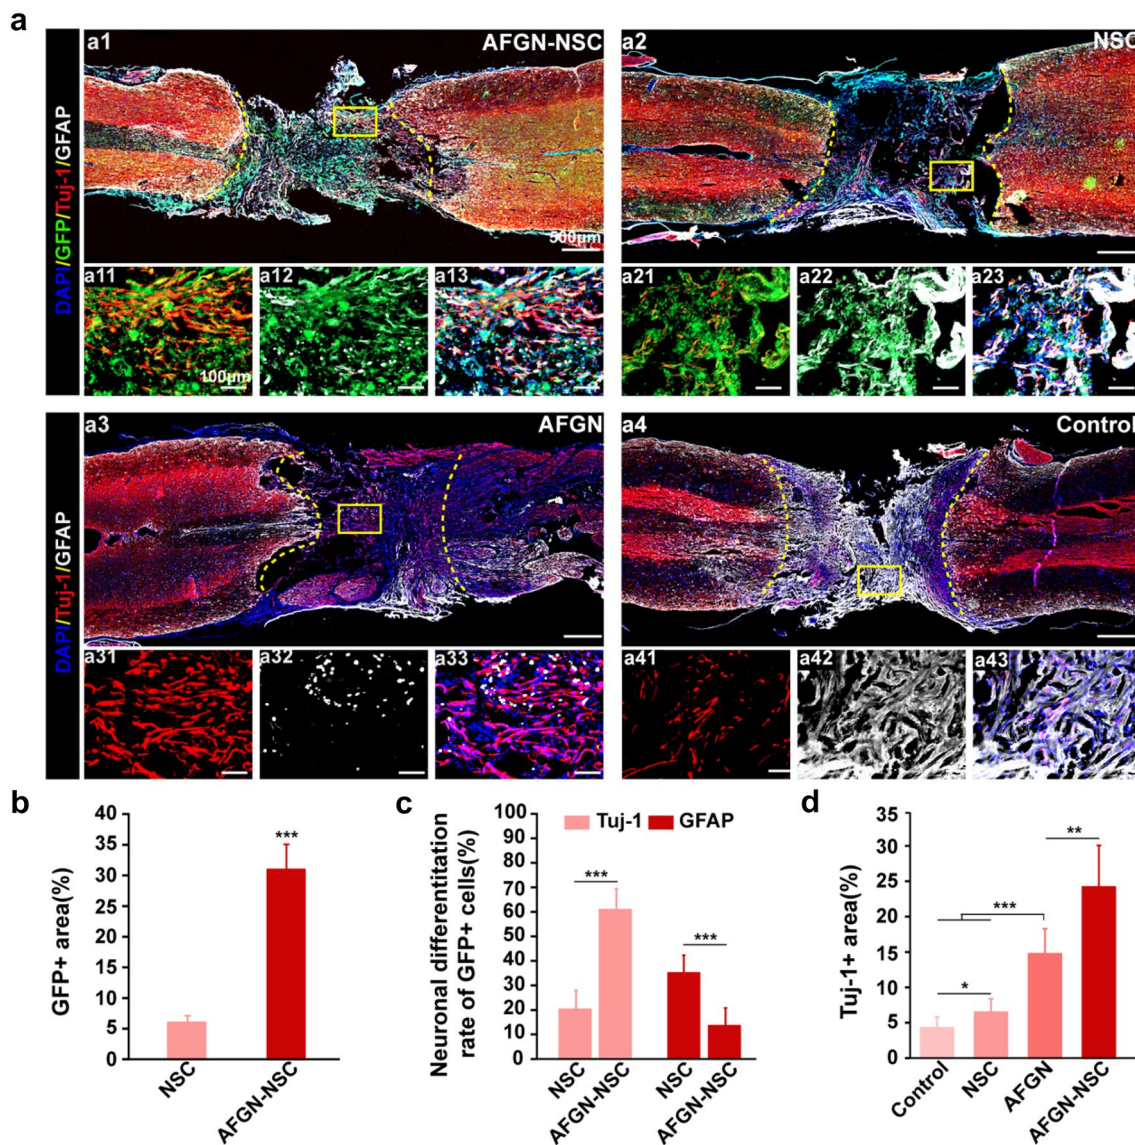 a
DAPI/GFP/Tuj-1/GFAP
a1
AFGN-NSC
500μm
a2
NSC
a11
100μm
a12
a13
a21
a22
a23
DAPI/Tuj-1/GFAP
a3
AFGN
a4
Control
a31
a32
a33
a41
a42
a43
b
GFP+ area(%)
40
35
30
25
20
15
10
5
0
***
NSC
AFGN-NSC
c
Neuronal differentitation
rate of GFP+ cells(%)
100
90
80
70
60
50
40
30
20
10
0
Tuj-1
GFAP
***
***
NSC
AFGN-NSC
NSC
AFGN-NSC
d
Tuj-1+ area(%)
35
30
25
20
15
10
5
0
*
***
**
Control
NSC
AFGN
AFGN-NSC